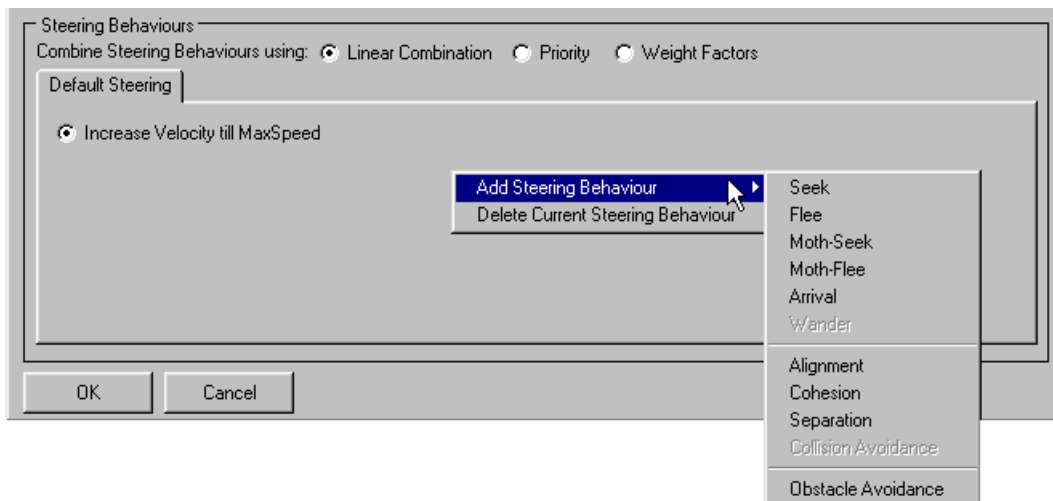 Steering Behaviours
Combine Steering Behaviours using: Linear Combination Priority Weight Factors
Default Steering
Increase Velocity till MaxSpeed
Add Steering Behaviour
Delete Current Steering Behaviour
Seek
Flee
Moth-Seek
Moth-Flee
Arrival
Wander
Alignment
Cohesion
Separation
Collision Avoidance
Obstacle Avoidance
OK Cancel